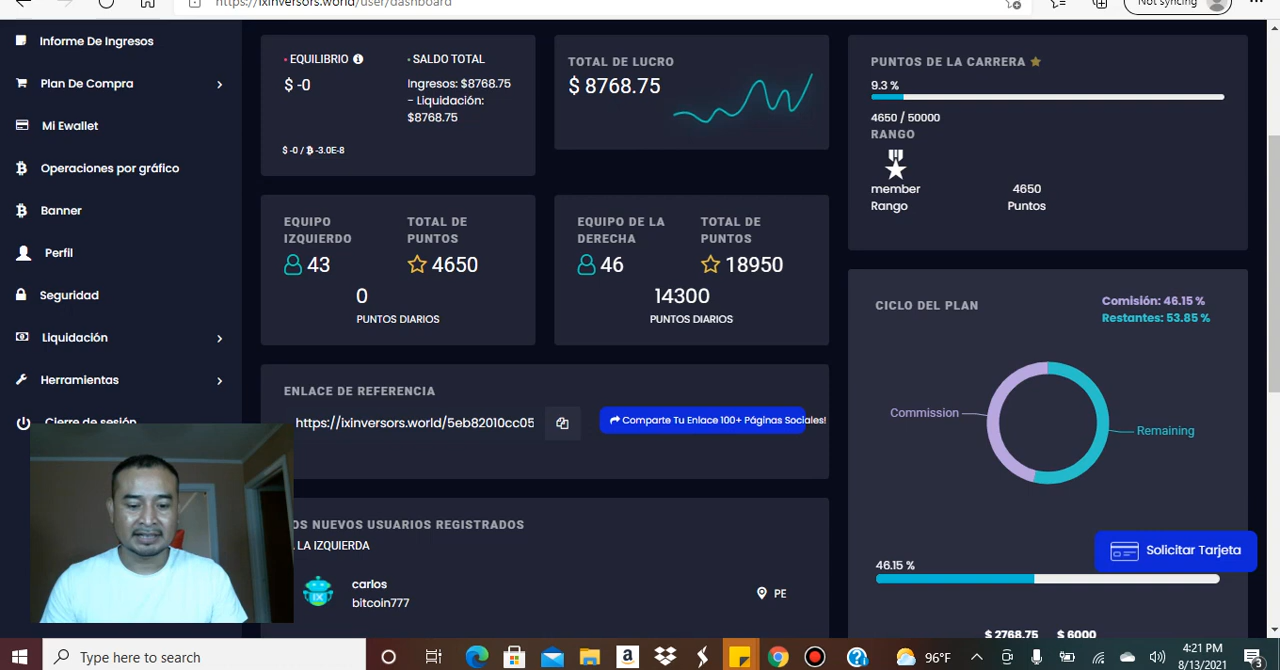 https://ixinversors.world/user/dashboard
Not syncing
Informe De Ingresos
Plan De Compra
Mi Ewallet
Operaciones por gráfico
Banner
Perfil
Seguridad
Liquidación
Herramientas
Cierre de sesión
EQUILIBRIO
$ -0
SALDO TOTAL
Ingresos: $8768.75
- Liquidación:
$8768.75
$ -0 / ₿ -3.0E-8
TOTAL DE LUCRO
$ 8768.75
PUNTOS DE LA CARRERA
9.3 %
4650 / 50000
RANGO
member
Rango
4650
Puntos
EQUIPO
IZQUIERDO
43
TOTAL DE
PUNTOS
4650
0
PUNTOS DIARIOS
EQUIPO DE LA
DERECHA
46
TOTAL DE
PUNTOS
18950
14300
PUNTOS DIARIOS
CICLO DEL PLAN
Comisión: 46.15 %
Restantes: 53.85 %
Commission
Remaining
46.15 %
$ 2768.75 $ 6000
Solicitar Tarjeta
ENLACE DE REFERENCIA
https://ixinversors.world/5eb82010cc05
Comparte Tu Enlace 100+ Páginas Sociales!
OS NUEVOS USUARIOS REGISTRADOS
LA IZQUIERDA
IX
carlos
bitcoin777
PE
Type here to search
96°F
4:21 PM
8/13/2021
3